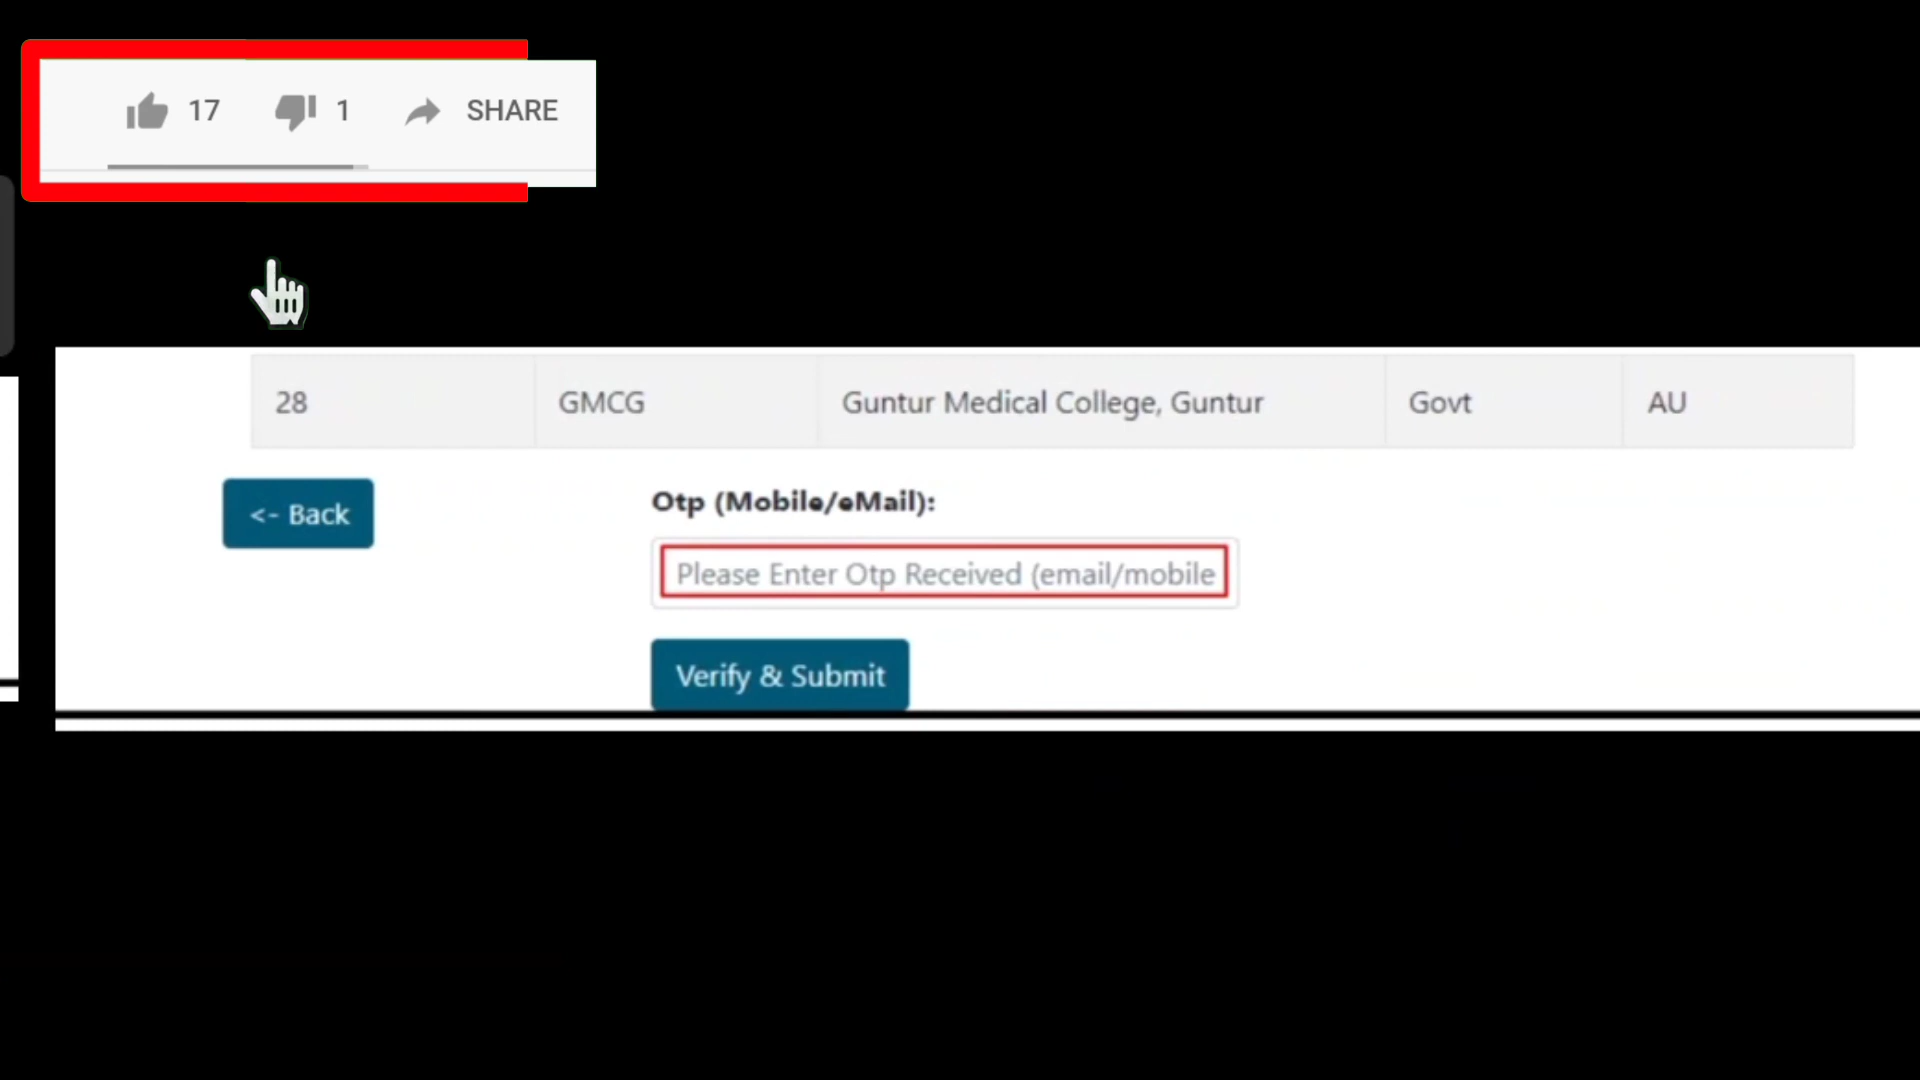 17 1 SHARE
28 GMCG Guntur Medical College, Guntur Govt AU
<- Back
Otp (Mobile/eMail):
Please Enter Otp Received (email/mobile
Verify & Submit